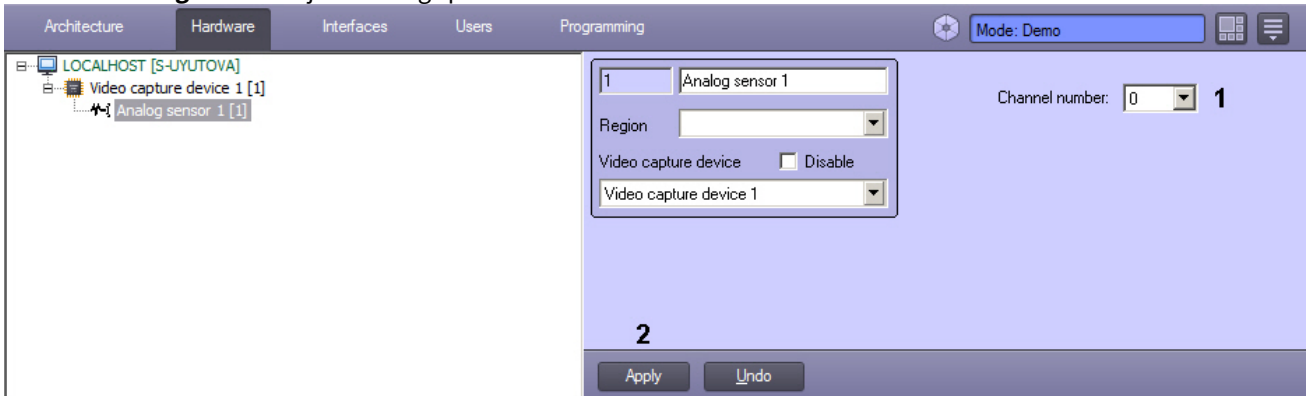 Architecture Hardware Interfaces Users Programming Mode: Demo
LOCALHOST [S-UYUTOVA]
Video capture device 1 [1]
Analog sensor 1 [1]
1 Analog sensor 1
Region
Video capture device Disable
Video capture device 1
Channel number: 0 1
2
Apply Undo